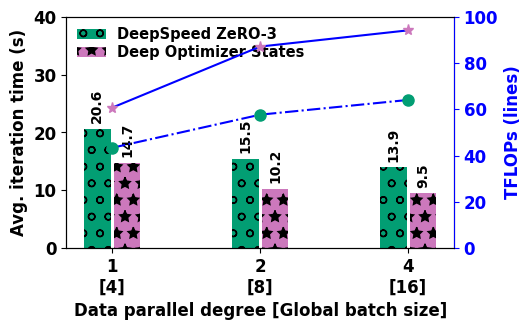 DeepSpeed ZeRO-3
Deep Optimizer States
Avg. iteration time (s)
40
30
20
10
0
20.6
14.7
15.5
10.2
13.9
9.5
100
80
60
40
20
0
TFLOPs (lines)
1 2 4
[4] [8] [16]
Data parallel degree [Global batch size]